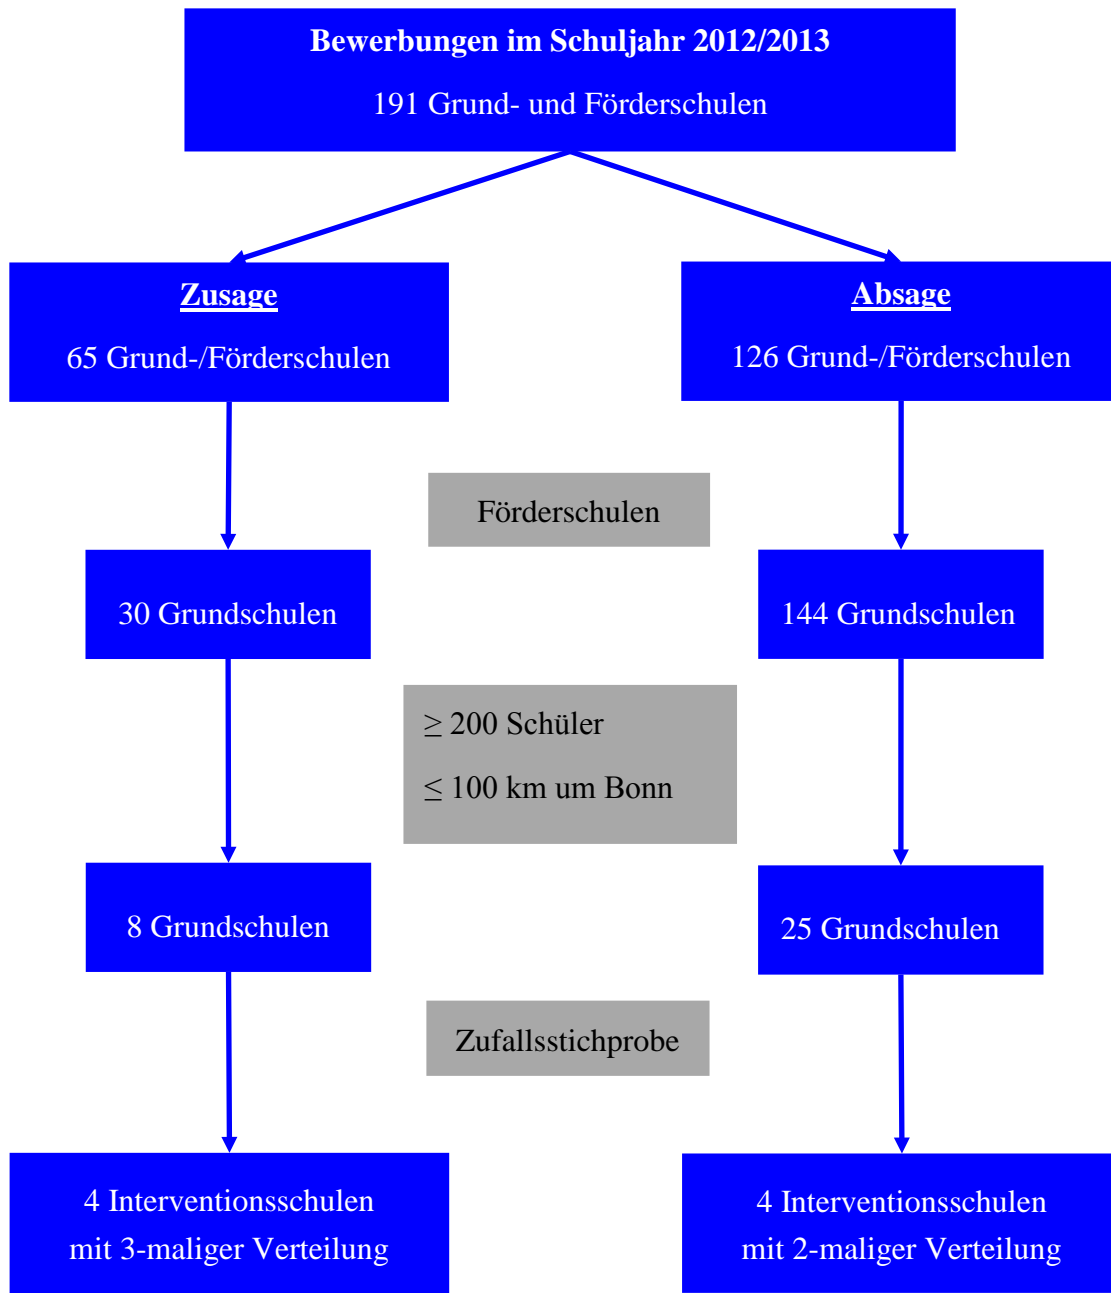 Bewerbungen im Schuljahr 2012/2013
191 Grund- und Förderschulen
Zusage
65 Grund-/Förderschulen
Absage
126 Grund-/Förderschulen
Förderschulen
30 Grundschulen
144 Grundschulen
≥ 200 Schüler
≤ 100 km um Bonn
8 Grundschulen
25 Grundschulen
Zufallsstichprobe
4 Interventionsschulen
mit 3-maliger Verteilung
4 Interventionsschulen
mit 2-maliger Verteilung